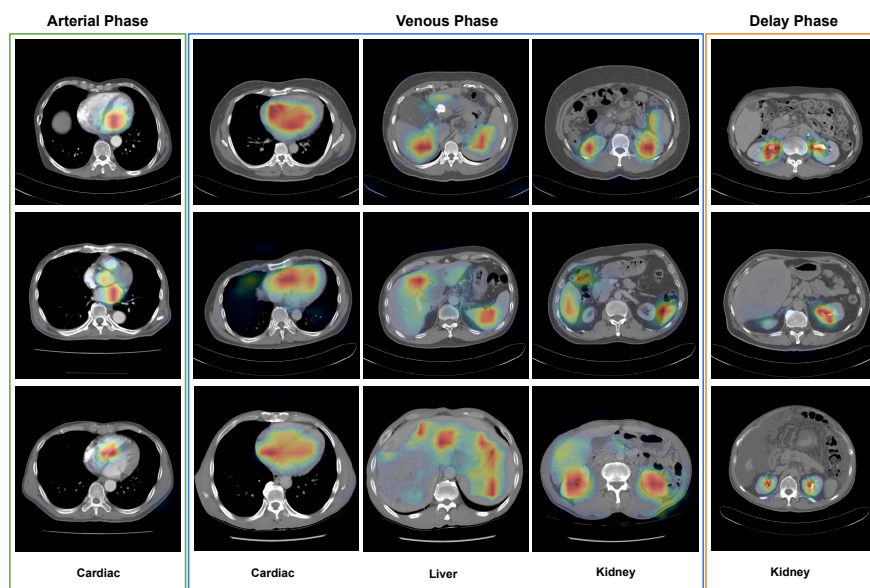 Arterial Phase
Venous Phase
Delay Phase
Cardiac
Cardiac
Liver
Kidney
Kidney